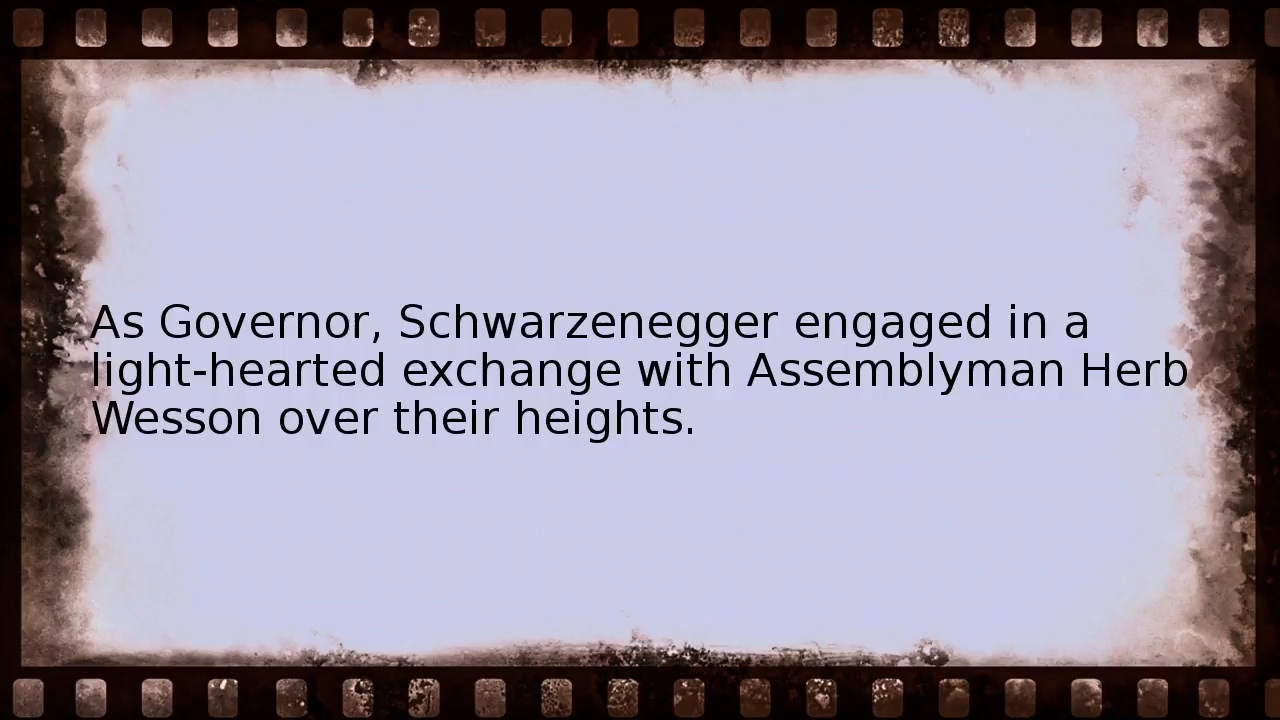 As Governor, Schwarzenegger engaged in a
light-hearted exchange with Assemblyman Herb
Wesson over their heights.